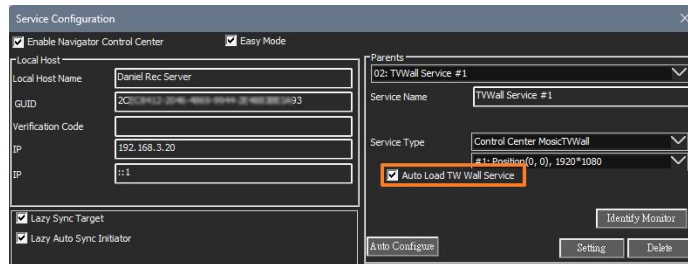 Service Configuration
Enable Navigator Control Center
Easy Mode
Local Host
Local Host Name
Daniel Rec Server
GUID
93
Verification Code
IP
192.168.3.20
IP
::1
Lazy Sync Target
Lazy Auto Sync Initiator
Parents
02: TVWall Service #1
Service Name
TVWall Service #1
Service Type
Control Center MosicTVWall
#1: Position(0, 0), 1920*1080
Auto Load TW Wall Service
Identify Monitor
Auto Configure
Setting
Delete